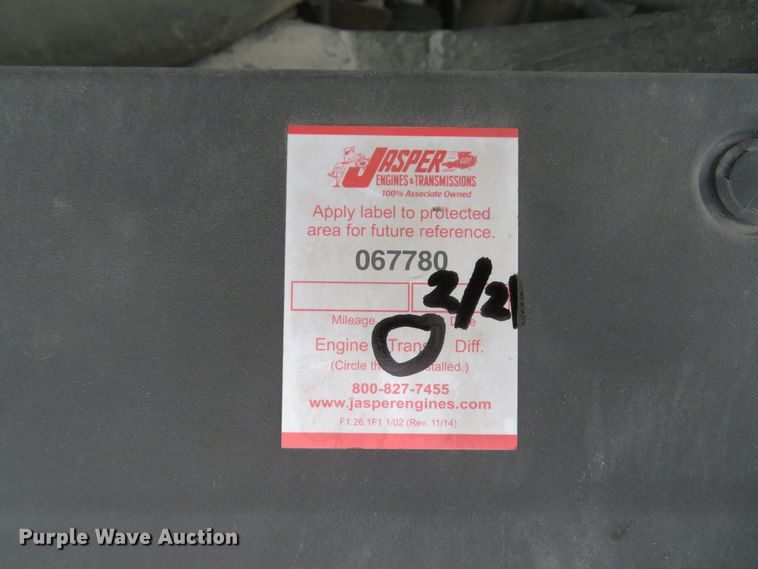 JASPER GO!
ENGINES & TRANSMISSIONS
100% Associate Owned
Apply label to protected
area for future reference.
067780
2/21
Mileage
Engine Trans Diff.
(Circle
800-827-7455
www.jasperengines.com
F1.26.1F1 1/02 (Rev. 11/14)
Purple Wave Auction